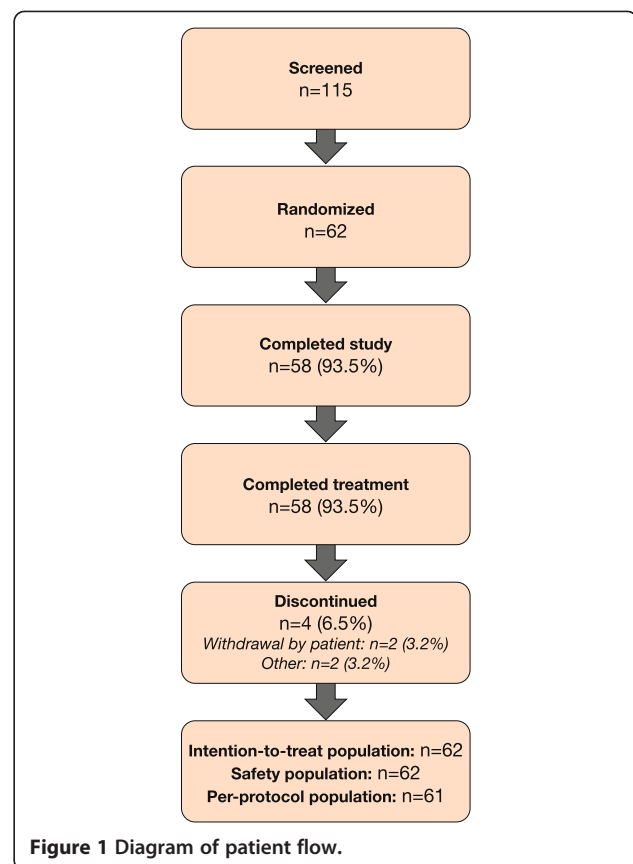 Screened
n=115
Randomized
n=62
Completed study
n=58 (93.5%)
Completed treatment
n=58 (93.5%)
Discontinued
n=4 (6.5%)
Withdrawal by patient: n=2 (3.2%)
Other: n=2 (3.2%)
Intention-to-treat population: n=62
Safety population: n=62
Per-protocol population: n=61
Figure 1 Diagram of patient flow.